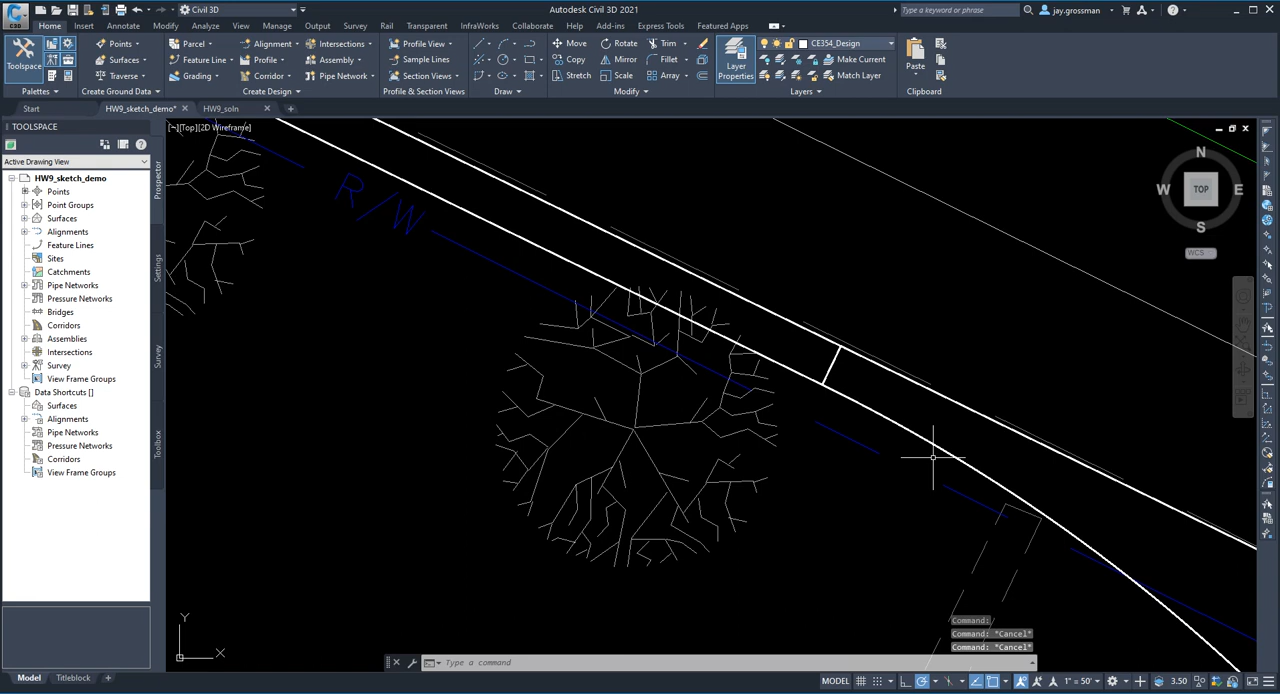 Civil 3D
Autodesk Civil 3D 2021
Type a keyword or phrase
jay.grossman
C3D
Home Insert Annotate Modify Analyze View Manage Output Survey Rail Transparent InfraWorks Collaborate Help Add-ins Express Tools Featured Apps
Toolspace
Points
Surfaces
Traverse
Parcel
Feature Line
Grading
Alignment
Profile
Corridor
Intersections
Assembly
Pipe Network
Profile View
Sample Lines
Section Views
Move
Copy
Stretch
Rotate
Mirror
Scale
Trim
Fillet
Array
Layer
Properties
CE354_Design
Make Current
Match Layer
Paste
Palettes
Create Ground Data
Create Design
Profile & Section Views
Draw
Modify
Layers
Clipboard
Start
HW9_sketch_demo*
HW9_soln
TOOLSPACE
Active Drawing View
HW9_sketch_demo
Points
Point Groups
Surfaces
Alignments
Feature Lines
Sites
Catchments
Pipe Networks
Pressure Networks
Bridges
Corridors
Assemblies
Intersections
Survey
View Frame Groups
Data Shortcuts []
Surfaces
Alignments
Pipe Networks
Pressure Networks
Corridors
View Frame Groups
Prospector
Settings
Survey
Toolbox
[−][Top][2D Wireframe]
R/W
N
W TOP E
S
WCS
Y
X
Command:
Command: *Cancel*
Command: *Cancel*
Type a command
Model
Titleblock
MODEL
1" = 50'
3.50